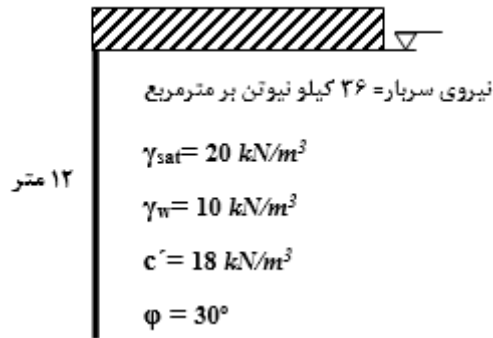 نیروی سربار= ۳۶ کیلو نیوتن بر مترمربع
γsat= 20 kN/m³
۱۲ متر
γw= 10 kN/m³
c´= 18 kN/m³
φ = 30°